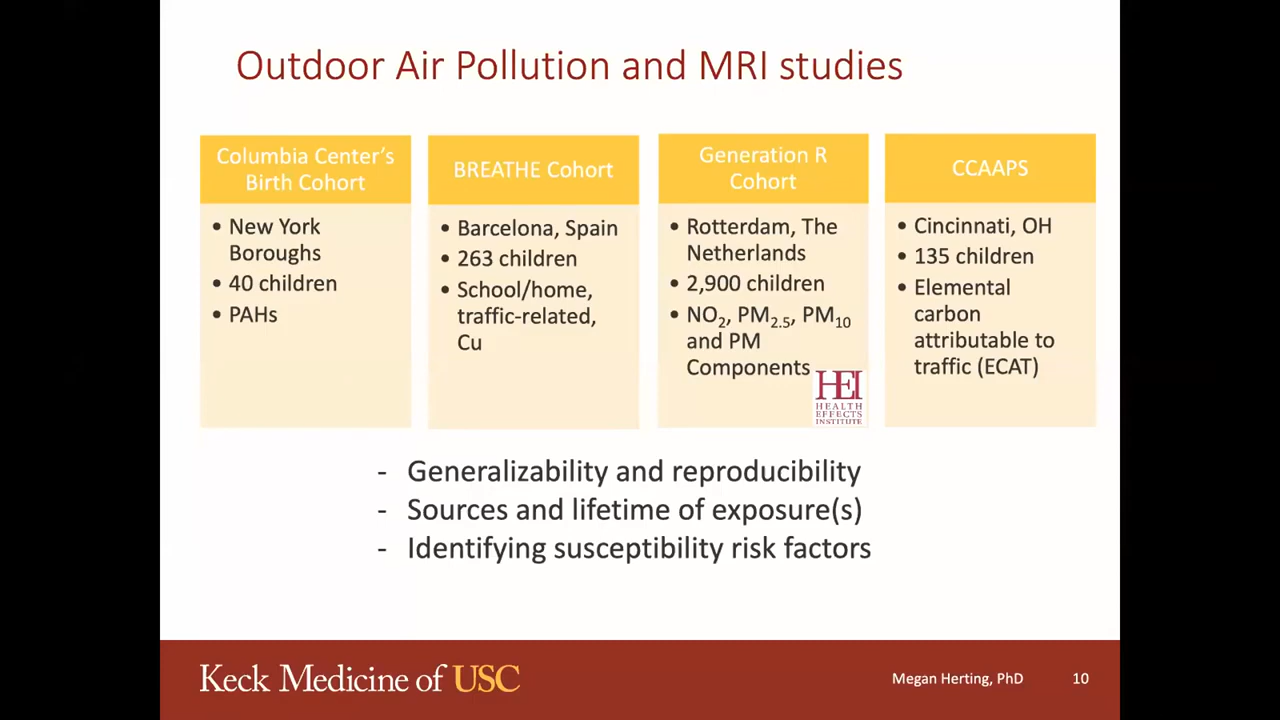 Outdoor Air Pollution and MRI studies
Columbia Center's
Birth Cohort
• New York
Boroughs
• 40 children
• PAHs
BREATHE Cohort
• Barcelona, Spain
• 263 children
• School/home,
traffic-related,
Cu
Generation R
Cohort
• Rotterdam, The
Netherlands
• 2,900 children
• NO2, PM2.5, PM10
and PM
Components
HEI
HEALTH
EFFECTS
INSTITUTE
CCAAPS
• Cincinnati, OH
• 135 children
• Elemental
carbon
attributable to
traffic (ECAT)
- Generalizability and reproducibility
- Sources and lifetime of exposure(s)
- Identifying susceptibility risk factors
Keck Medicine of USC
Megan Herting, PhD
10